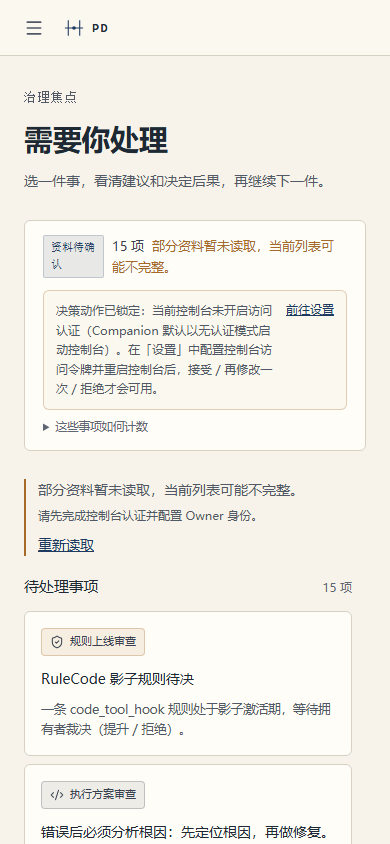 PD
治理焦点
需要你处理
选一件事，看清建议和决定后果，再继续下一件。
资料待确
认
15 项 部分资料暂未读取，当前列表可
能不完整。
决策动作已锁定：当前控制台未开启访问
认证（Companion 默认以无认证模式启
动控制台）。在「设置」中配置控制台访
问令牌并重启控制台后，接受 / 再修改一
次 / 拒绝才会可用。
前往设置
这些事项如何计数
部分资料暂未读取，当前列表可能不完整。
请先完成控制台认证并配置 Owner 身份。
重新读取
待处理事项
15 项
规则上线审查
RuleCode 影子规则待决
一条 code_tool_hook 规则处于影子激活期，等待拥
有者裁决（提升 / 拒绝）。
执行方案审查
错误后必须分析根因：先定位根因，再做修复。